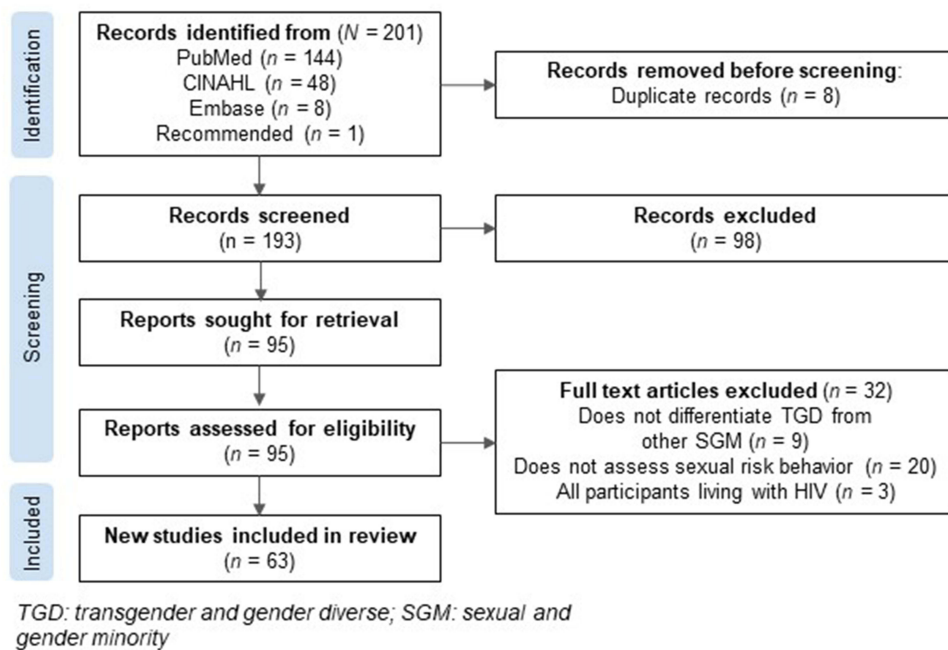 Identification
Records identified from (N = 201)
PubMed (n = 144)
CINAHL (n = 48)
Embase (n = 8)
Recommended (n = 1)
Records removed before screening:
Duplicate records (n = 8)
Screening
Records screened
(n = 193)
Records excluded
(n = 98)
Reports sought for retrieval
(n = 95)
Reports assessed for eligibility
(n = 95)
Full text articles excluded (n = 32)
Does not differentiate TGD from
other SGM (n = 9)
Does not assess sexual risk behavior (n = 20)
All participants living with HIV (n = 3)
Included
New studies included in review
(n = 63)
TGD: transgender and gender diverse; SGM: sexual and
gender minority